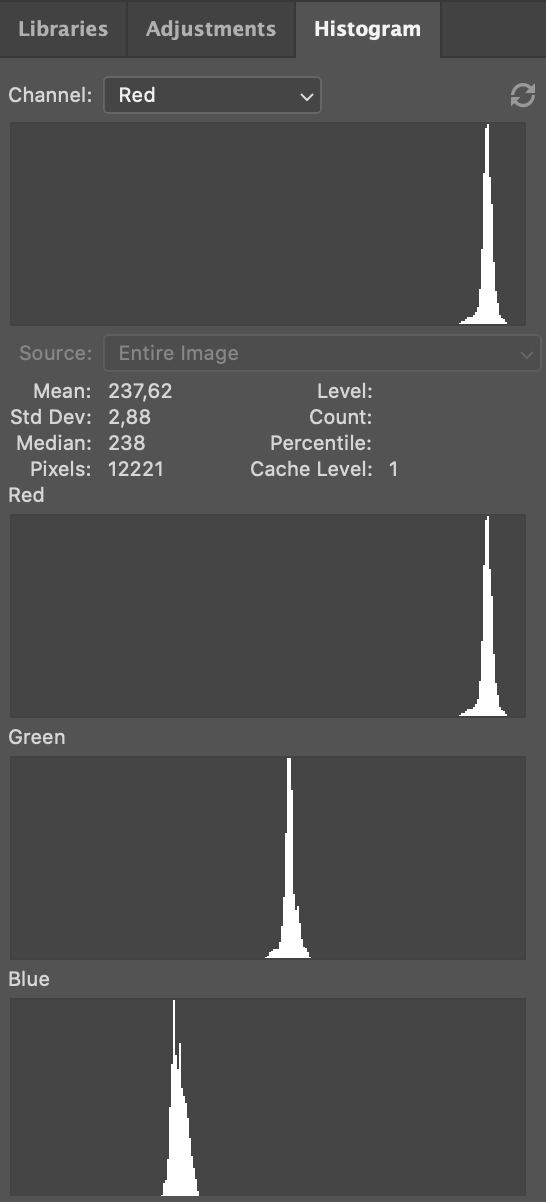 Libraries Adjustments Histogram
Channel: Red
Source: Entire Image
Mean: 237,62 Level:
Std Dev: 2,88 Count:
Median: 238 Percentile:
Pixels: 12221 Cache Level: 1
Red
Green
Blue